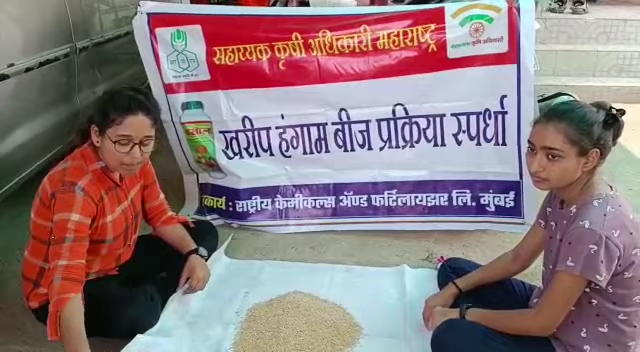 सहाय्यक कृषी अधिकारी महाराष्ट्र
खरीप हंगाम बीज प्रक्रिया स्पर्धा
राष्ट्रीय केमीकल्स ॲण्ड फर्टिलायझर लि. मुंबई